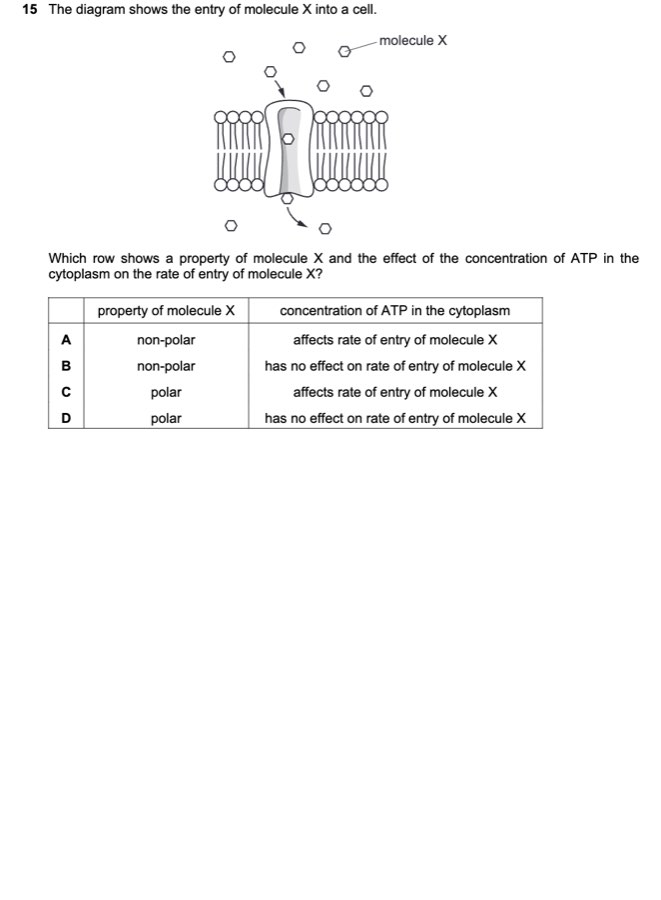 15 The diagram shows the entry of molecule X into a cell.
molecule X
Which row shows a property of molecule X and the effect of the concentration of ATP in the
cytoplasm on the rate of entry of molecule X?
property of molecule X concentration of ATP in the cytoplasm
A non-polar affects rate of entry of molecule X
B non-polar has no effect on rate of entry of molecule X
C polar affects rate of entry of molecule X
D polar has no effect on rate of entry of molecule X